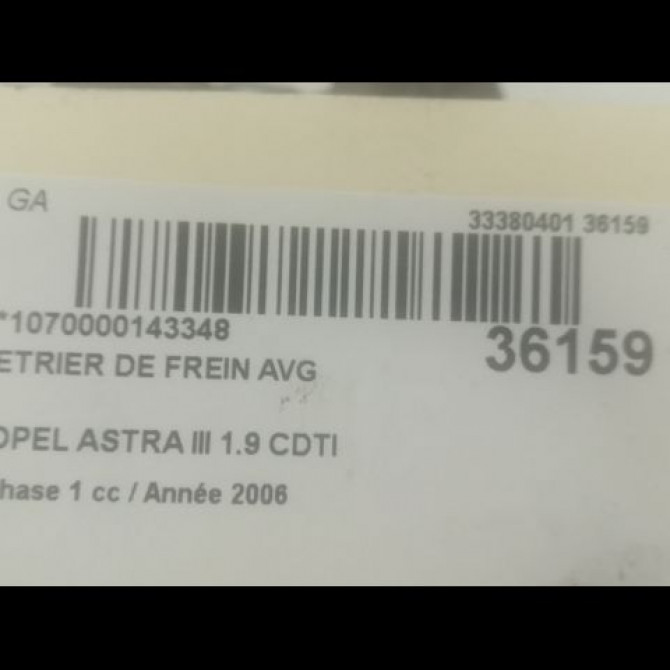 GA
33380401 36159
*1070000143348
36159
ETRIER DE FREIN AVG
OPEL ASTRA III 1.9 CDTI
hase 1 cc / Année 2006